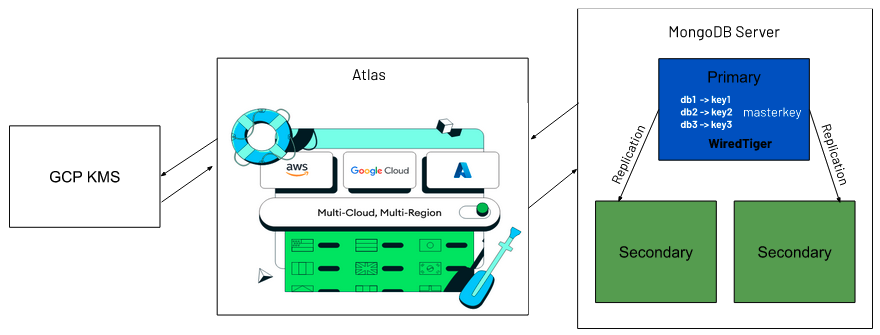 GCP KMS
Atlas
aws
Google Cloud
Multi-Cloud, Multi-Region
MongoDB Server
Primary
db1 -> key1
db2 -> key2
db3 -> key3
masterkey
WiredTiger
Replication
Replication
Secondary
Secondary